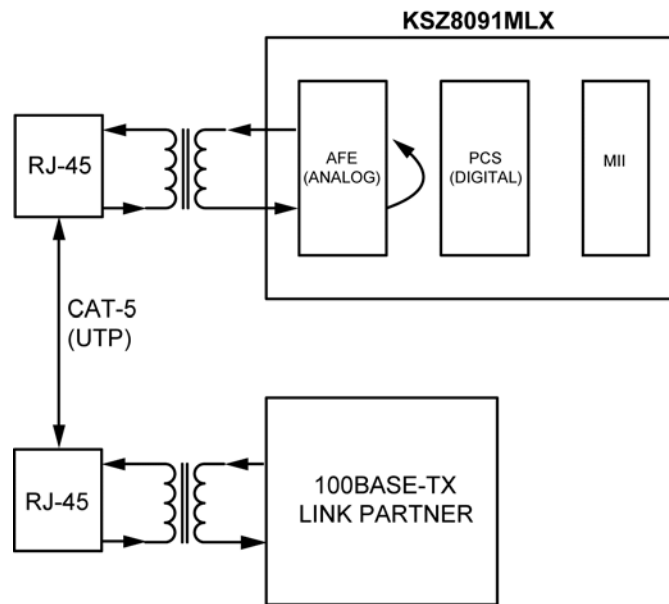 KSZ8091MLX
RJ-45
AFE
(ANALOG)
PCS
(DIGITAL)
MII
CAT-5
(UTP)
RJ-45
100BASE-TX
LINK PARTNER